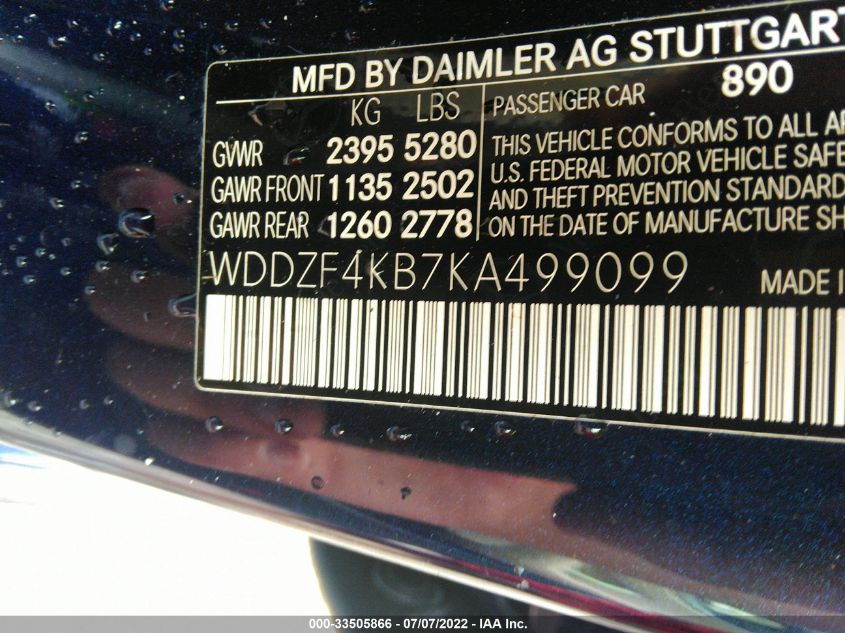 MFD BY DAIMLER AG STUTTGART
KG LBS
GVWR 2395 5280
GAWR FRONT 1135 2502
GAWR REAR 1260 2778
PASSENGER CAR 890
THIS VEHICLE CONFORMS TO ALL AP
U.S. FEDERAL MOTOR VEHICLE SAFE
AND THEFT PREVENTION STANDARD
ON THE DATE OF MANUFACTURE SH
WDDZF4KB7KA499099
MADE I
000-33505866 - 07/07/2022 - IAA Inc.